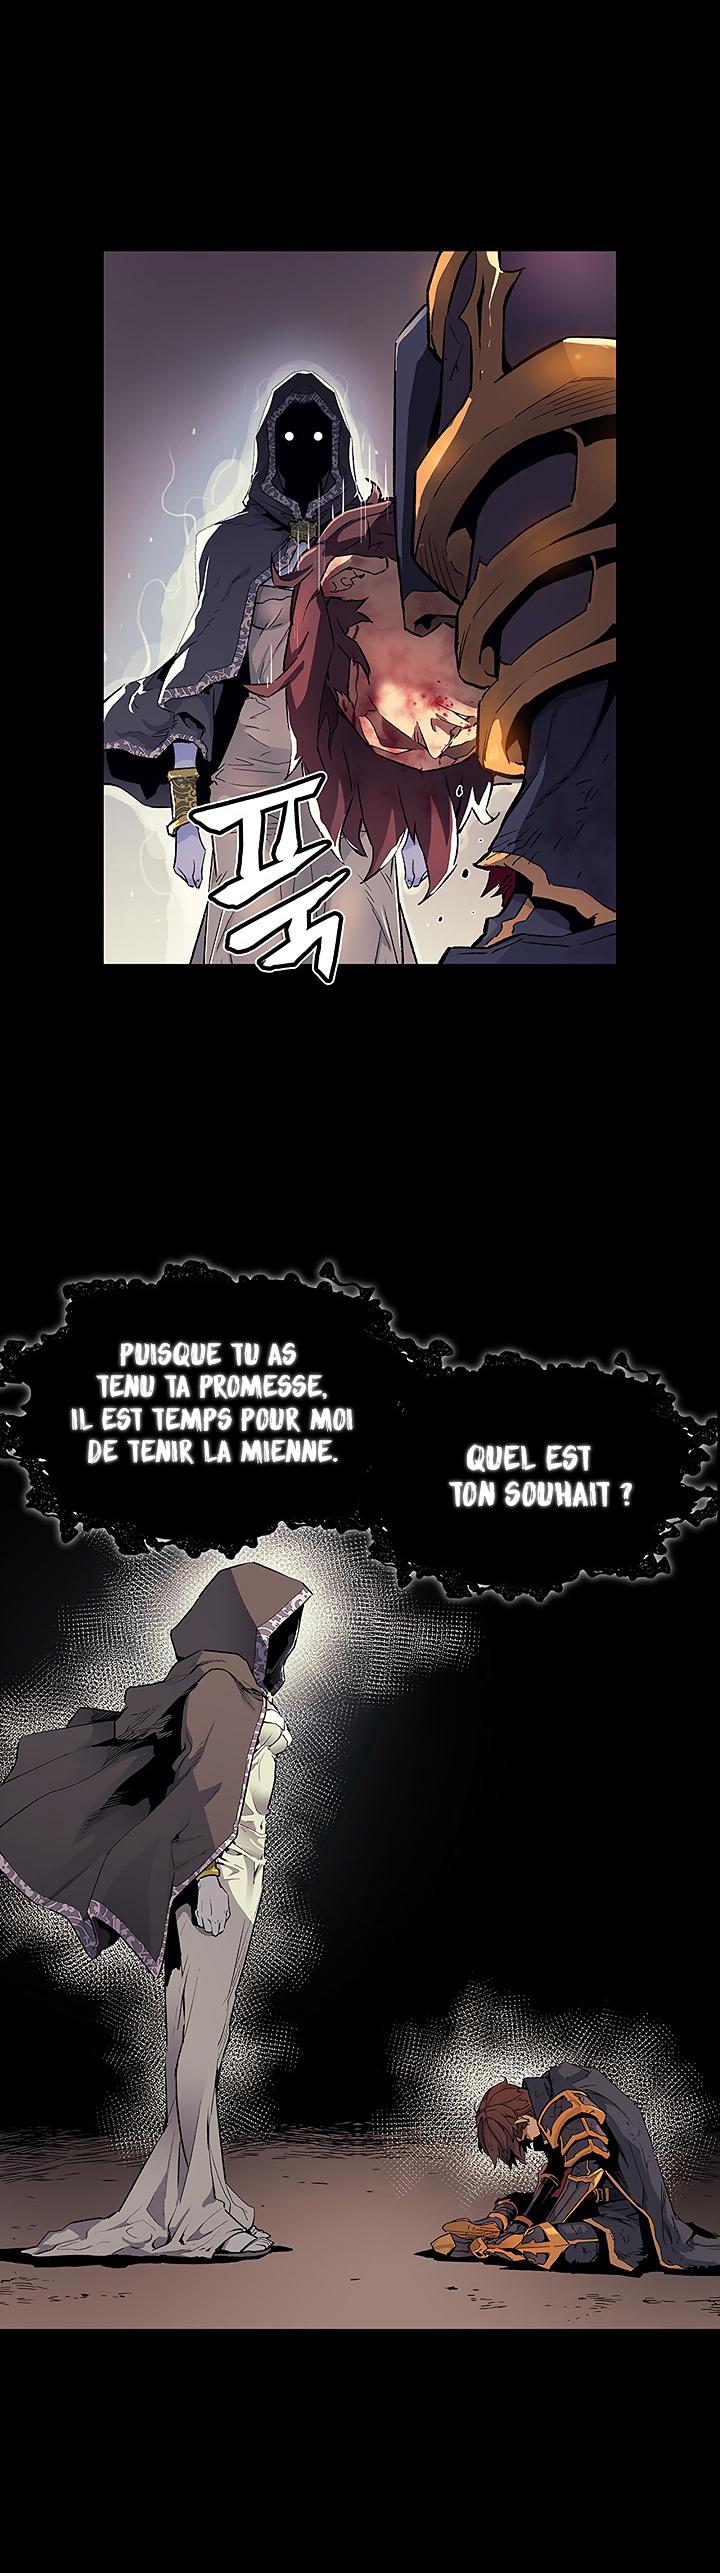 푹
PUISQUE TU AS
TENU TA PROMESSE,
IL EST TEMPS POUR MOI
DE TENIR LA MIENNE.
QUEL EST
TON SOUHAIT ?